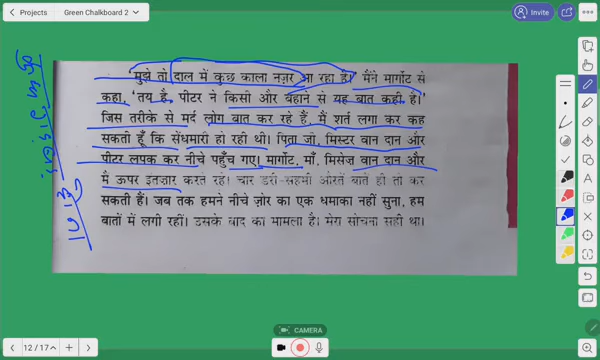 Projects
Green Chalkboard 2
Invite
'मुझे तो दाल में कुछ काला नज़र आ रहा है।' मैंने मार्गोट से
कहा, 'तय है, पीटर ने किसी और बहाने से यह बात कही है।'
जिस तरीके से मर्द लोग बात कर रहे हैं, मैं शर्त लगा कर कह
सकती हूँ कि सेंधमारी हो रही थी। पिता जी, मिस्टर वान दान और
पीटर लपक कर नीचे पहुँच गए। मार्गोट, माँ, मिसेज़ वान दान और
मैं ऊपर इंतज़ार करते रहे। चार डरी-सहमी औरतें बातें ही तो कर
सकती हैं। जब तक हमने नीचे ज़ोर का एक धमाका नहीं सुना, हम
बातों में लगी रहीं। उसके बाद का मामला है। मेरा सोचना सही था।
CAMERA
12 / 17